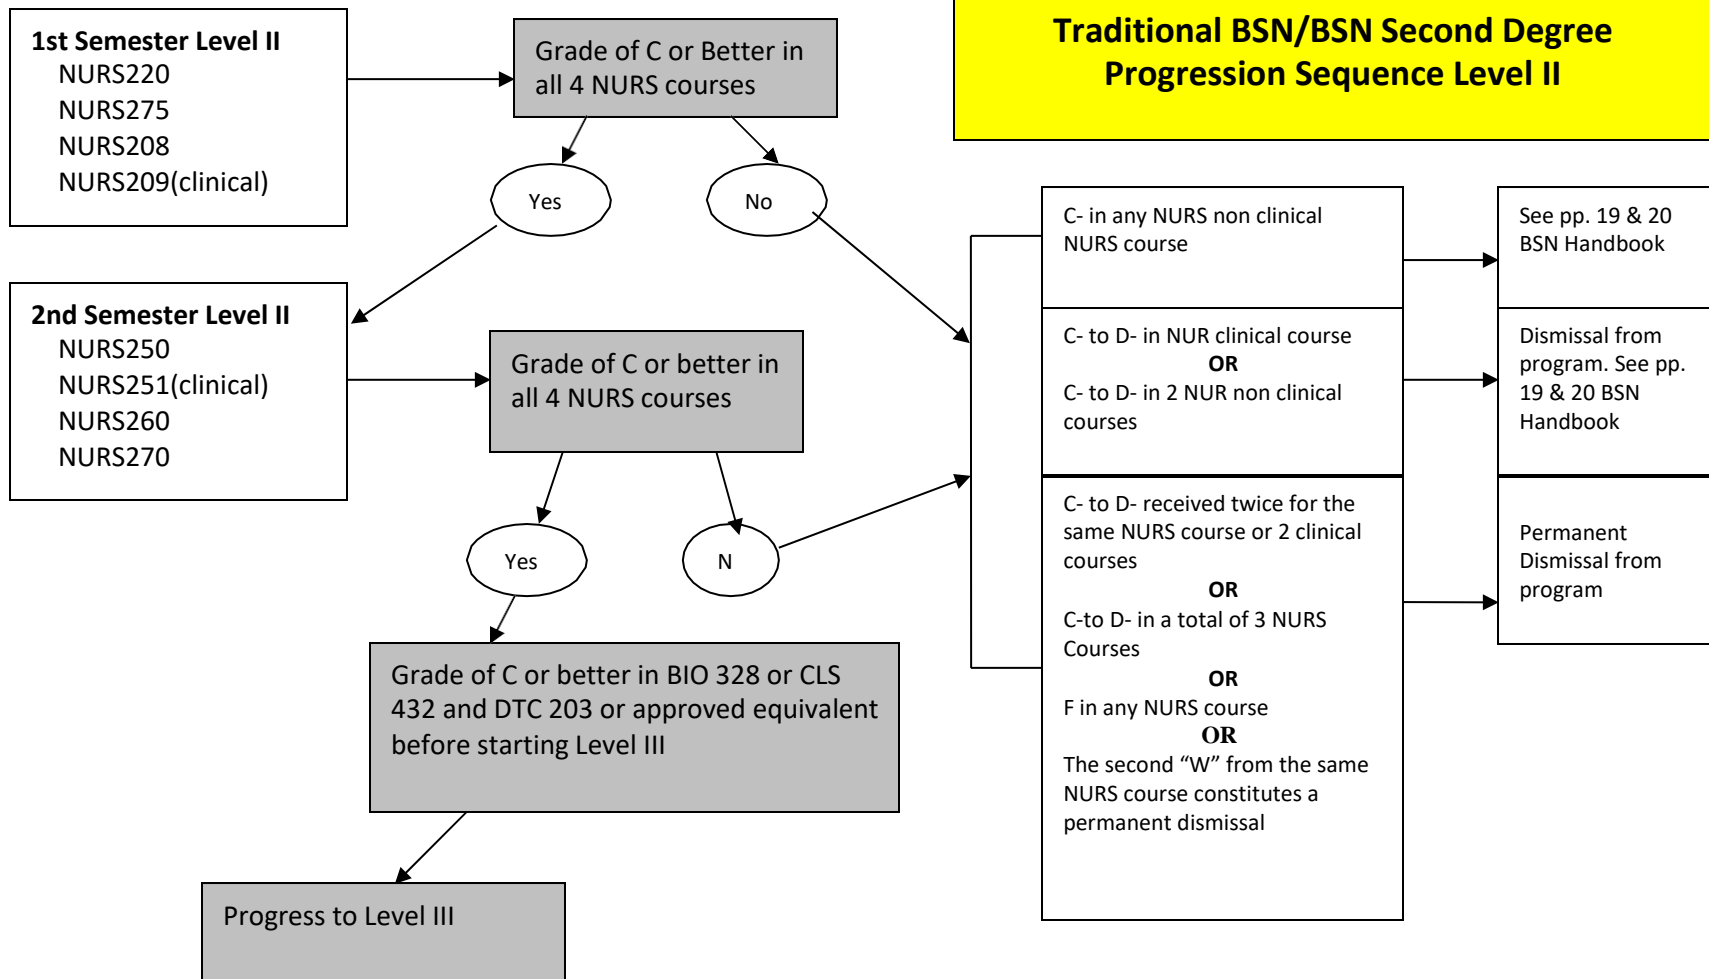 Traditional BSN/BSN Second Degree
Progression Sequence Level II
1st Semester Level II
NURS220
NURS275
NURS208
NURS209(clinical)
Grade of C or Better in
all 4 NURS courses
Yes
No
2nd Semester Level II
NURS250
NURS251(clinical)
NURS260
NURS270
Grade of C or better in
all 4 NURS courses
Yes
N
Grade of C or better in BIO 328 or CLS
432 and DTC 203 or approved equivalent
before starting Level III
Progress to Level III
C- in any NURS non clinical
NURS course
See pp. 19 & 20
BSN Handbook
C- to D- in NUR clinical course
OR
C- to D- in 2 NUR non clinical
courses
Dismissal from
program. See pp.
19 & 20 BSN
Handbook
C- to D- received twice for the
same NURS course or 2 clinical
courses
OR
C-to D- in a total of 3 NURS
Courses
OR
F in any NURS course
OR
The second “W” from the same
NURS course constitutes a
permanent dismissal
Permanent
Dismissal from
program